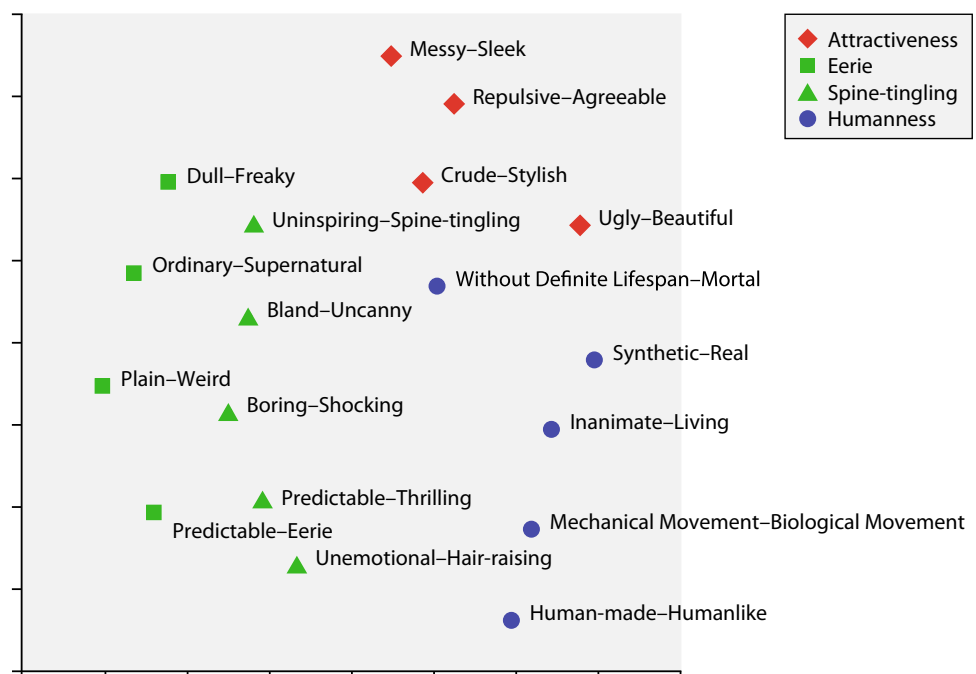 Messy–Sleek
Repulsive–Agreeable
Dull–Freaky
Crude–Stylish
Uninspiring–Spine-tingling
Ugly–Beautiful
Ordinary–Supernatural
Without Definite Lifespan–Mortal
Bland–Uncanny
Synthetic–Real
Plain–Weird
Boring–Shocking
Inanimate–Living
Predictable–Thrilling
Predictable–Eerie
Mechanical Movement–Biological Movement
Unemotional–Hair-raising
Human-made–Humanlike
Attractiveness
Eerie
Spine-tingling
Humanness